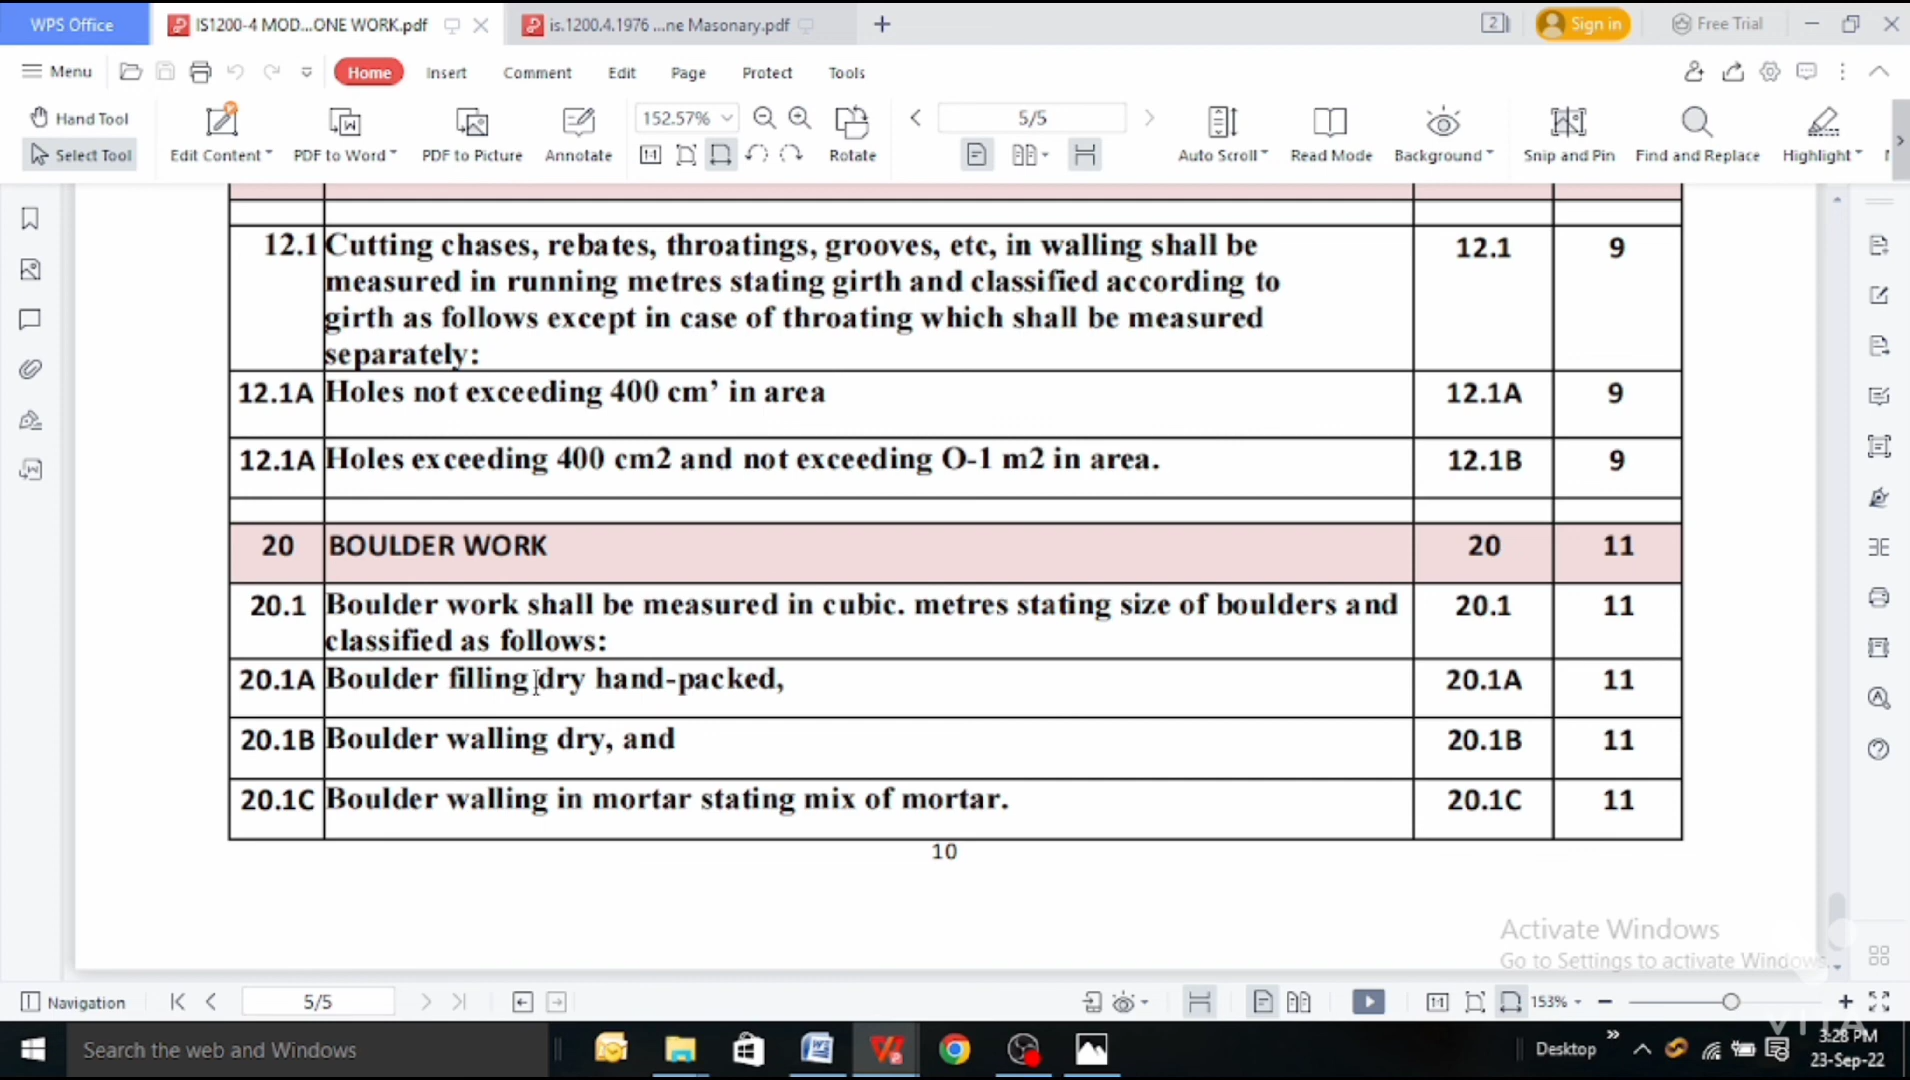 WPS Office
IS1200-4 MOD...ONE WORK.pdf
is.1200.4.1976 ...ne Masonary.pdf
2
Sign in
Free Trial
Menu
Home
Insert
Comment
Edit
Page
Protect
Tools
Hand Tool
Select Tool
Edit Content
PDF to Word
PDF to Picture
Annotate
152.57%
Rotate
5/5
Auto Scroll
Read Mode
Background
Snip and Pin
Find and Replace
Highlight
12.1 Cutting chases, rebates, throatings, grooves, etc, in walling shall be 12.1 9
measured in running metres stating girth and classified according to
girth as follows except in case of throating which shall be measured
separately:
12.1A Holes not exceeding 400 cm’ in area 12.1A 9
12.1A Holes exceeding 400 cm2 and not exceeding O-1 m2 in area. 12.1B 9
20 BOULDER WORK 20 11
20.1 Boulder work shall be measured in cubic. metres stating size of boulders and 20.1 11
classified as follows:
20.1A Boulder filling dry hand-packed, 20.1A 11
20.1B Boulder walling dry, and 20.1B 11
20.1C Boulder walling in mortar stating mix of mortar. 20.1C 11
10
Activate Windows
Go to Settings to activate Windows.
Navigation
5/5
153%
VITA
Search the web and Windows
Desktop
3:28 PM
23-Sep-22